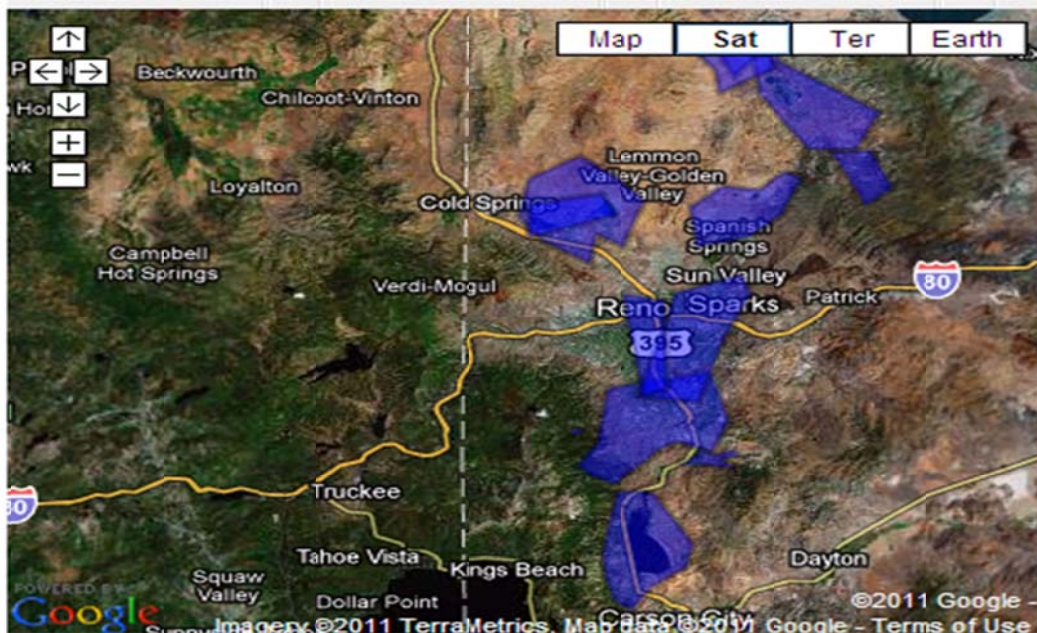 Map Sat Ter Earth
Beckwourth
Chilcoot-Vinton
Lemmon
Valley-Golden
Valley
Loyalton
Cold Springs
Spanish
Springs
Campbell
Hot Springs
Sun Valley
Verdi-Mogul
80
Patrick
Reno Sparks
395
Truckee
80
Tahoe Vista
Kings Beach
Dayton
Squaw
Valley
Dollar Point
POWERED BY
Google
©2011 Google -
Carson City
Imagery ©2011 TerraMetrics, Map data ©2011 Google - Terms of Use